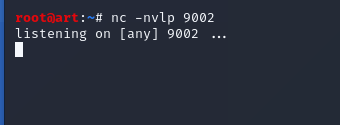 root@art:~# nc -nvlp 9002
listening on [any] 9002 ...